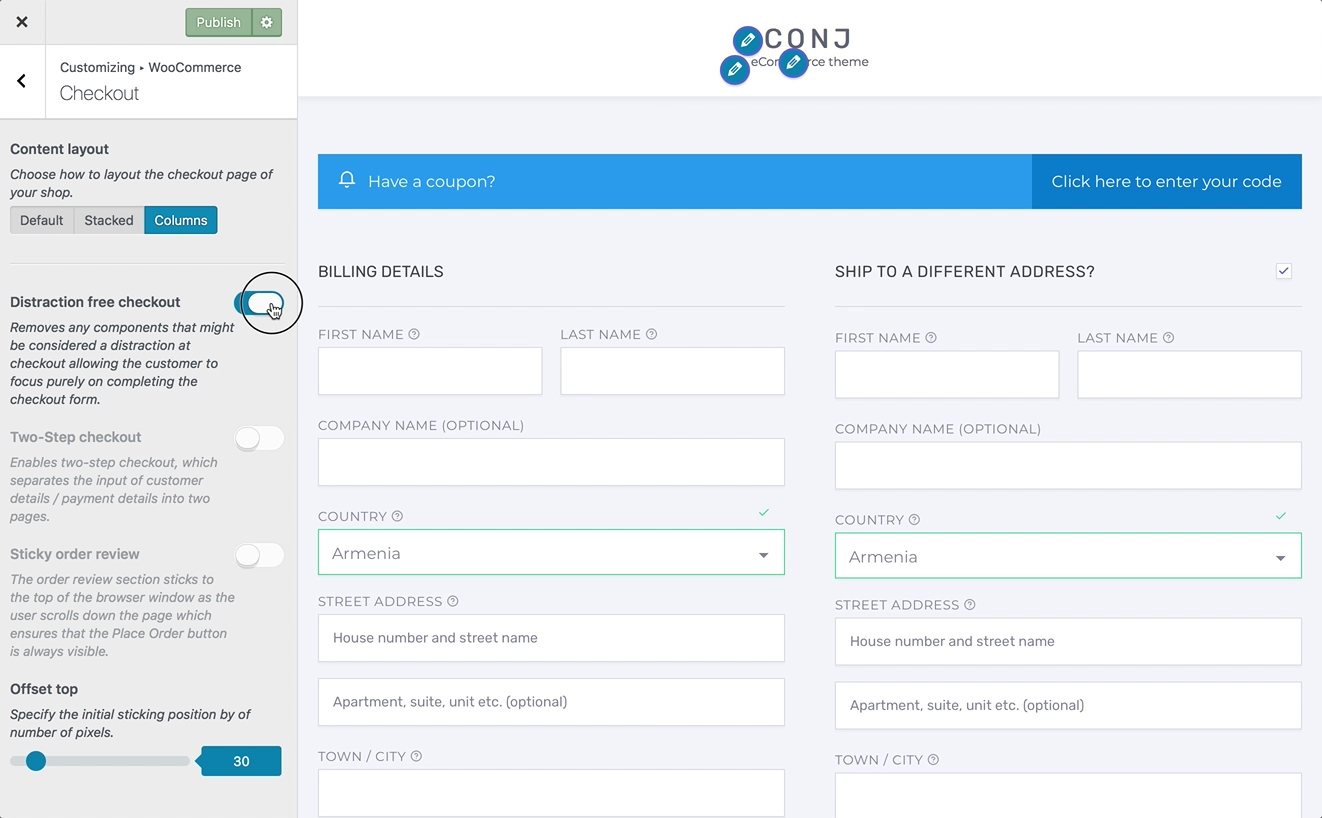 Publish
Customizing ▸ WooCommerce
Checkout
Content layout
Choose how to layout the checkout page of
your shop.
Default
Stacked
Columns
Distraction free checkout
Removes any components that might
be considered a distraction at
checkout allowing the customer to
focus purely on completing the
checkout form.
Two-Step checkout
Enables two-step checkout, which
separates the input of customer
details / payment details into two
pages.
Sticky order review
The order review section sticks to
the top of the browser window as the
user scrolls down the page which
ensures that the Place Order button
is always visible.
Offset top
Specify the initial sticking position by of
number of pixels.
30
CONJ
theme
Have a coupon?
Click here to enter your code
BILLING DETAILS
FIRST NAME
LAST NAME
COMPANY NAME (OPTIONAL)
COUNTRY
Armenia
STREET ADDRESS
House number and street name
Apartment, suite, unit etc. (optional)
TOWN / CITY
SHIP TO A DIFFERENT ADDRESS?
FIRST NAME
LAST NAME
COMPANY NAME (OPTIONAL)
COUNTRY
Armenia
STREET ADDRESS
House number and street name
Apartment, suite, unit etc. (optional)
TOWN / CITY